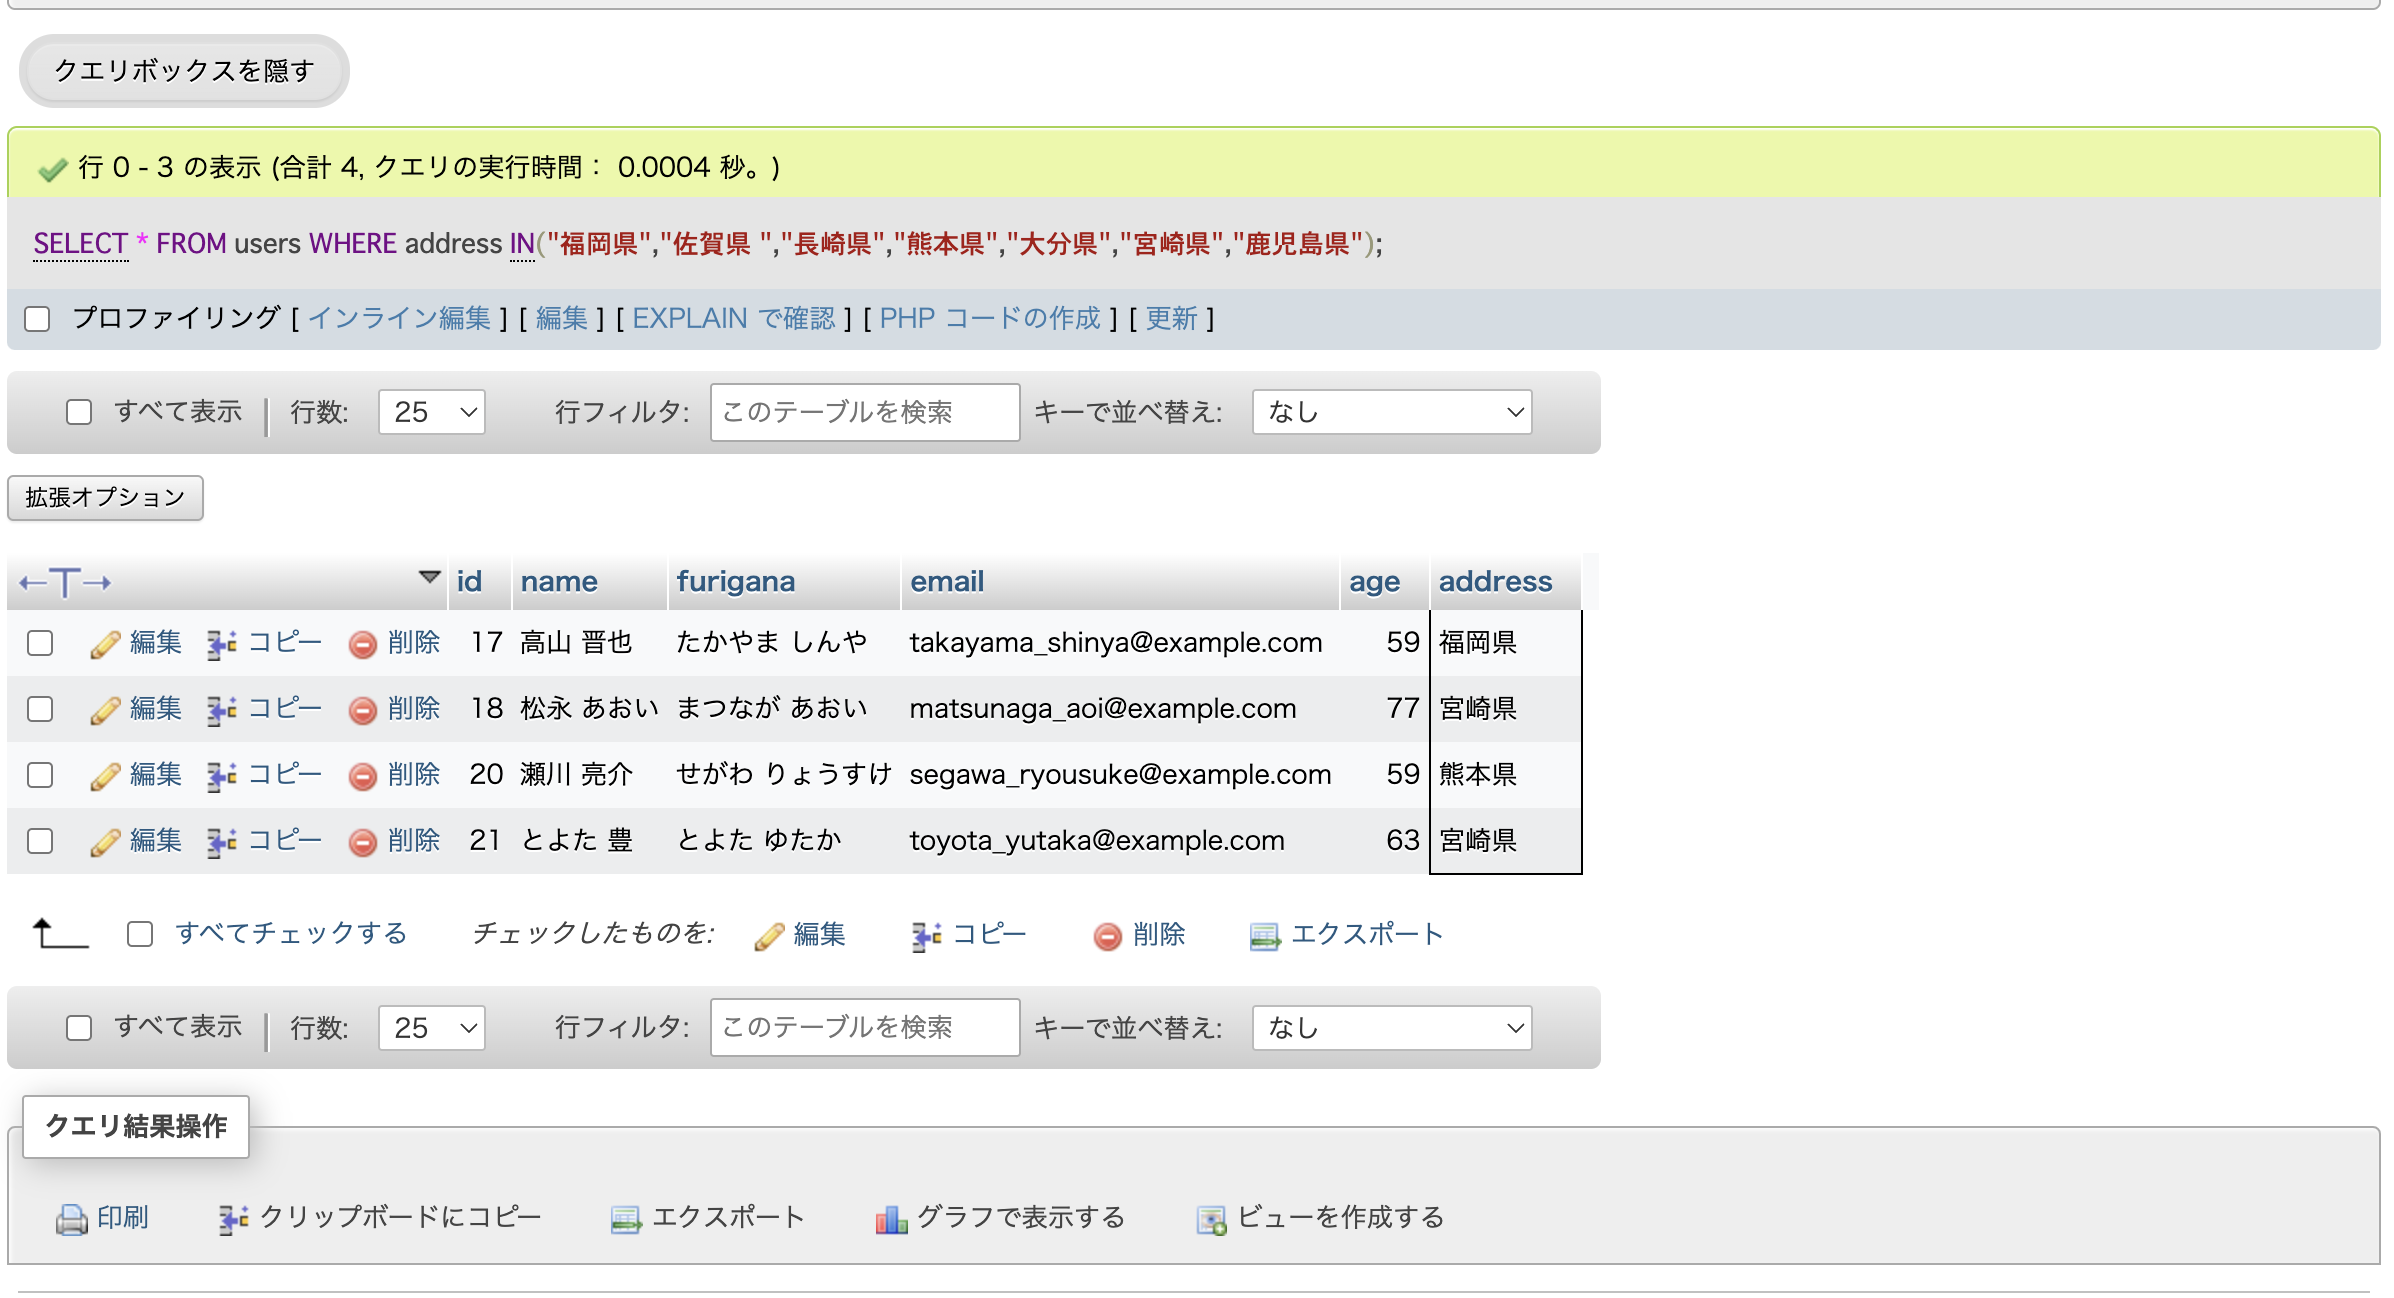 クエリボックスを隠す
行 0 - 3 の表示 (合計 4, クエリの実行時間： 0.0004 秒。)
SELECT * FROM users WHERE address IN("福岡県","佐賀県 ","長崎県","熊本県","大分県","宮崎県","鹿児島県");
プロファイリング [ インライン編集 ] [ 編集 ] [ EXPLAIN で確認 ] [ PHP コードの作成 ] [ 更新 ]
すべて表示 行数: 25 行フィルタ: このテーブルを検索 キーで並べ替え: なし
拡張オプション
←T→ id name furigana email age address
編集 コピー 削除 17 高山 晋也 たかやま しんや takayama_shinya@example.com 59 福岡県
編集 コピー 削除 18 松永 あおい まつなが あおい matsunaga_aoi@example.com 77 宮崎県
編集 コピー 削除 20 瀬川 亮介 せがわ りょうすけ segawa_ryousuke@example.com 59 熊本県
編集 コピー 削除 21 とよた 豊 とよた ゆたか toyota_yutaka@example.com 63 宮崎県
すべてチェックする チェックしたものを: 編集 コピー 削除 エクスポート
すべて表示 行数: 25 行フィルタ: このテーブルを検索 キーで並べ替え: なし
クエリ結果操作
印刷 クリップボードにコピー エクスポート グラフで表示する ビューを作成する